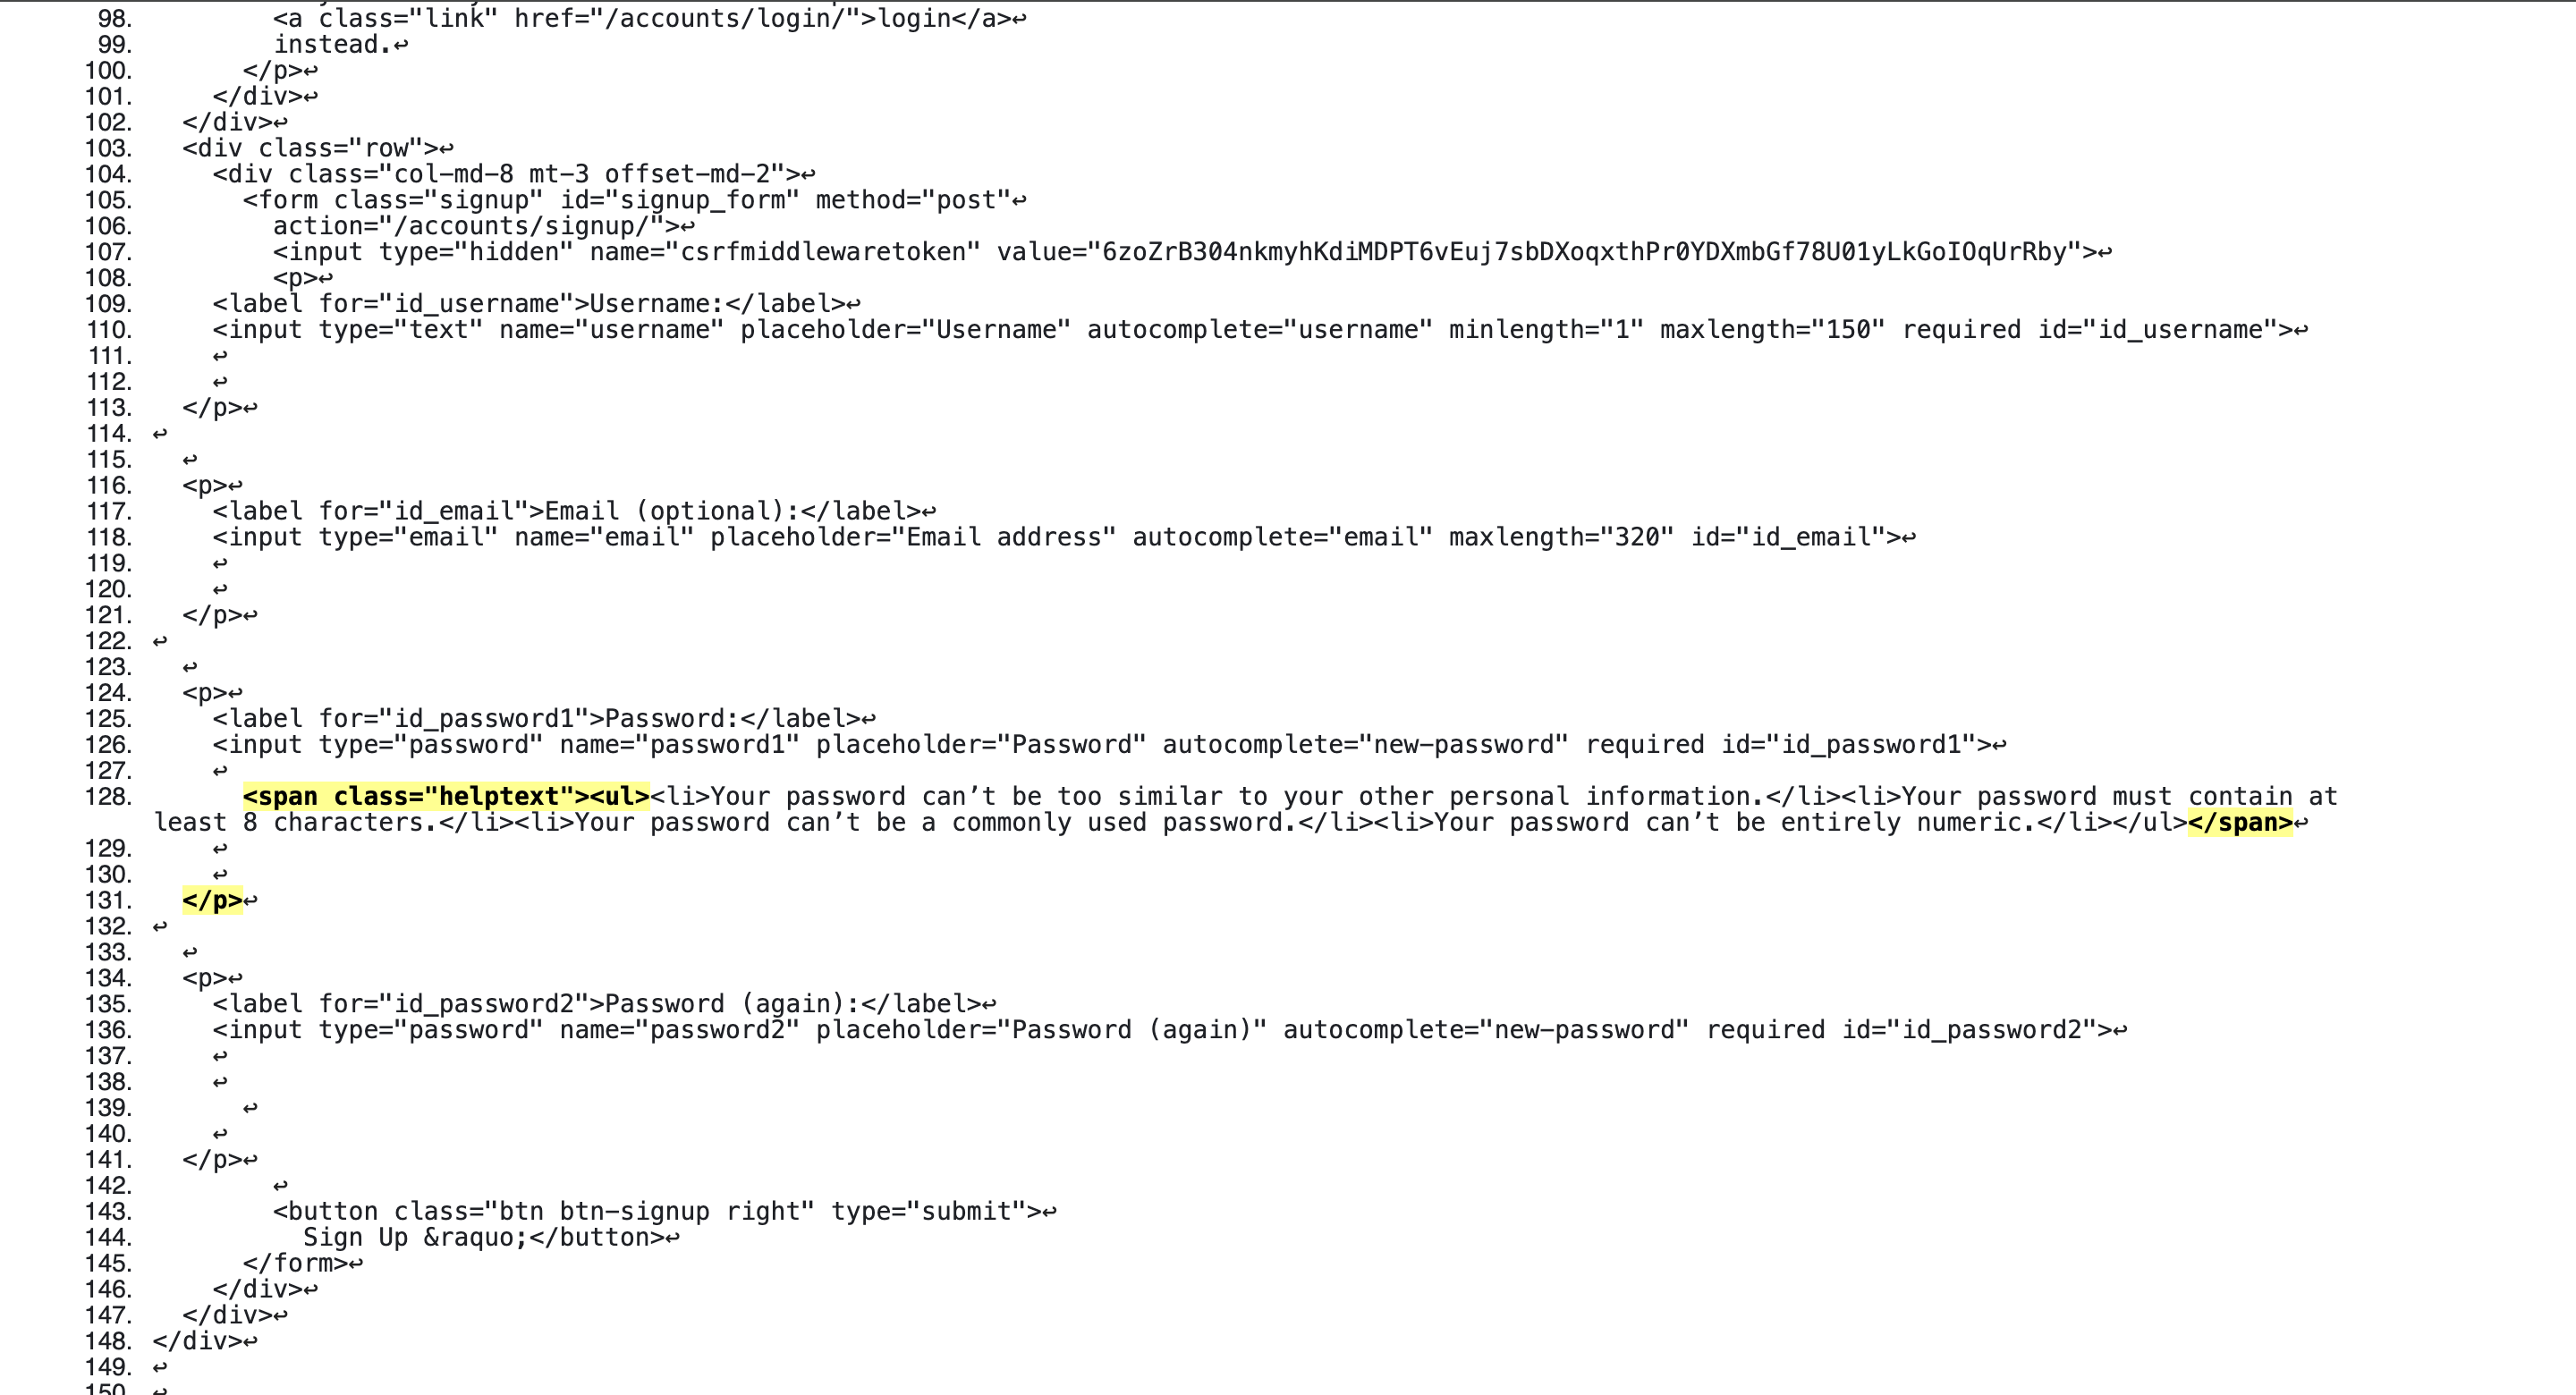 98. <a class="link" href="/accounts/login/">login</a>↩
99. instead.↩
100. </p>↩
101. </div>↩
102. </div>↩
103. <div class="row">↩
104. <div class="col-md-8 mt-3 offset-md-2">↩
105. <form class="signup" id="signup_form" method="post"↩
106. action="/accounts/signup/">↩
107. <input type="hidden" name="csrfmiddlewaretoken" value="6zoZrB304nkmyhKdiMDPT6vEuj7sbDXoqxthPr0YDXmbGf78U01yLkGoIOqUrRby">↩
108. <p>↩
109. <label for="id_username">Username:</label>↩
110. <input type="text" name="username" placeholder="Username" autocomplete="username" minlength="1" maxlength="150" required id="id_username">↩
111. ↩
112. ↩
113. </p>↩
114. ↩
115. ↩
116. <p>↩
117. <label for="id_email">Email (optional):</label>↩
118. <input type="email" name="email" placeholder="Email address" autocomplete="email" maxlength="320" id="id_email">↩
119. ↩
120. ↩
121. </p>↩
122. ↩
123. ↩
124. <p>↩
125. <label for="id_password1">Password:</label>↩
126. <input type="password" name="password1" placeholder="Password" autocomplete="new-password" required id="id_password1">↩
127. ↩
128. <span class="helptext"><ul><li>Your password can’t be too similar to your other personal information.</li><li>Your password must contain at
least 8 characters.</li><li>Your password can’t be a commonly used password.</li><li>Your password can’t be entirely numeric.</li></ul></span>↩
129. ↩
130. ↩
131. </p>↩
132. ↩
133. ↩
134. <p>↩
135. <label for="id_password2">Password (again):</label>↩
136. <input type="password" name="password2" placeholder="Password (again)" autocomplete="new-password" required id="id_password2">↩
137. ↩
138. ↩
139. ↩
140. ↩
141. </p>↩
142. ↩
143. <button class="btn btn-signup right" type="submit">↩
144. Sign Up &raquo;</button>↩
145. </form>↩
146. </div>↩
147. </div>↩
148. </div>↩
149. ↩
150. ↩